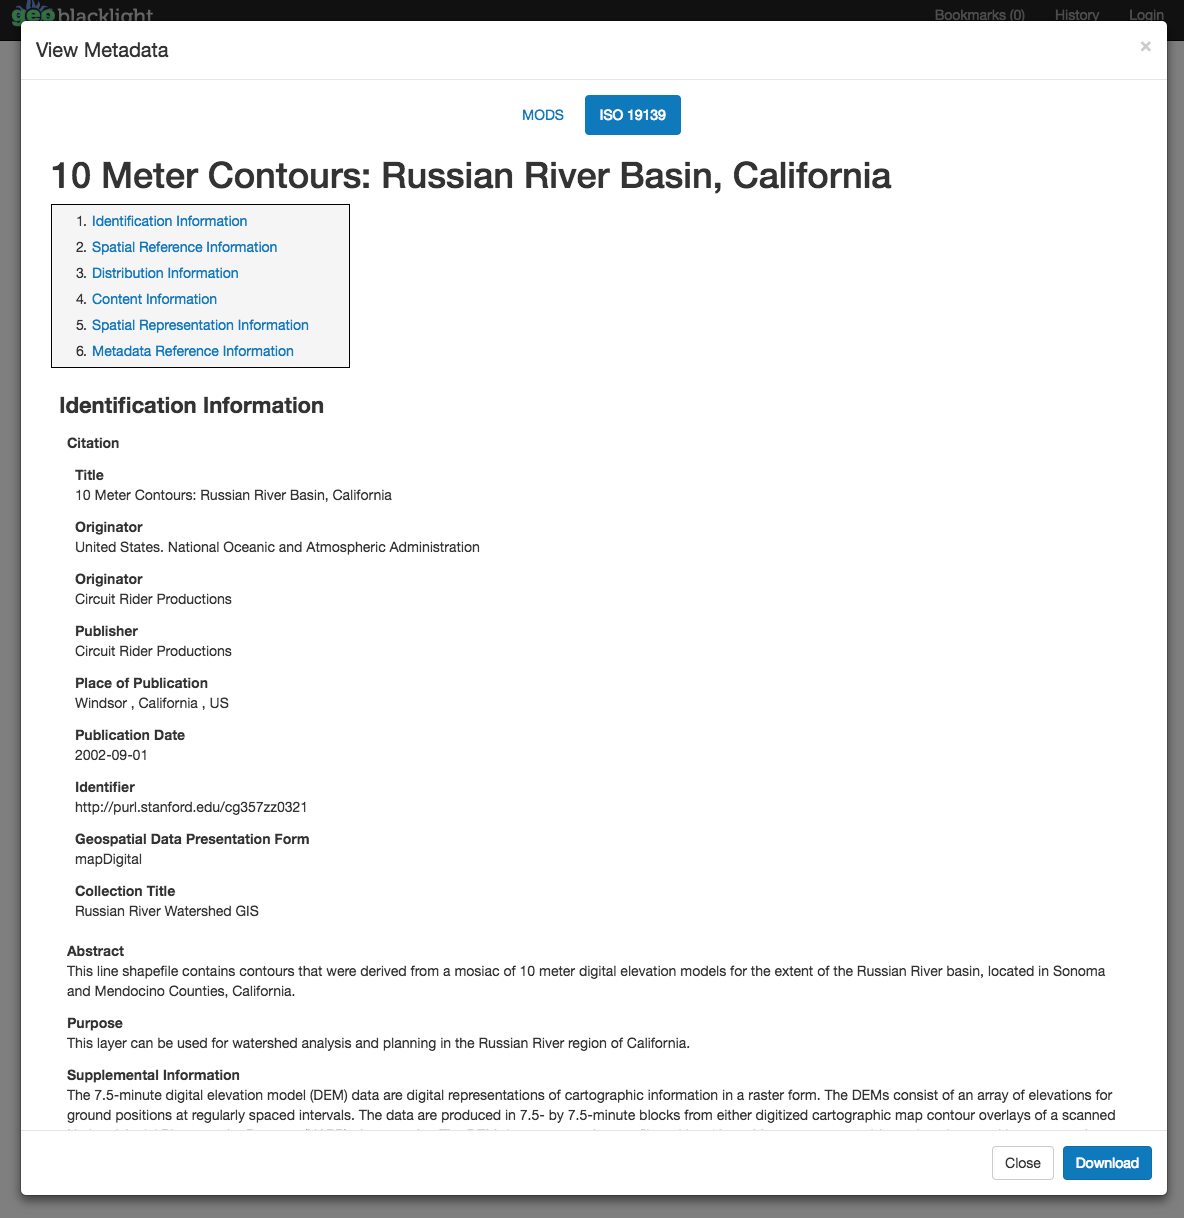 geoblacklight
Bookmarks (0) History Login
View Metadata ×
MODS ISO 19139
10 Meter Contours: Russian River Basin, California
1. Identification Information
2. Spatial Reference Information
3. Distribution Information
4. Content Information
5. Spatial Representation Information
6. Metadata Reference Information
Identification Information
Citation
Title
10 Meter Contours: Russian River Basin, California
Originator
United States. National Oceanic and Atmospheric Administration
Originator
Circuit Rider Productions
Publisher
Circuit Rider Productions
Place of Publication
Windsor , California , US
Publication Date
2002-09-01
Identifier
http://purl.stanford.edu/cg357zz0321
Geospatial Data Presentation Form
mapDigital
Collection Title
Russian River Watershed GIS
Abstract
This line shapefile contains contours that were derived from a mosiac of 10 meter digital elevation models for the extent of the Russian River basin, located in Sonoma
and Mendocino Counties, California.
Purpose
This layer can be used for watershed analysis and planning in the Russian River region of California.
Supplemental Information
The 7.5-minute digital elevation model (DEM) data are digital representations of cartographic information in a raster form. The DEMs consist of an array of elevations for
ground positions at regularly spaced intervals. The data are produced in 7.5- by 7.5-minute blocks from either digitized cartographic map contour overlays of a scanned
Close Download